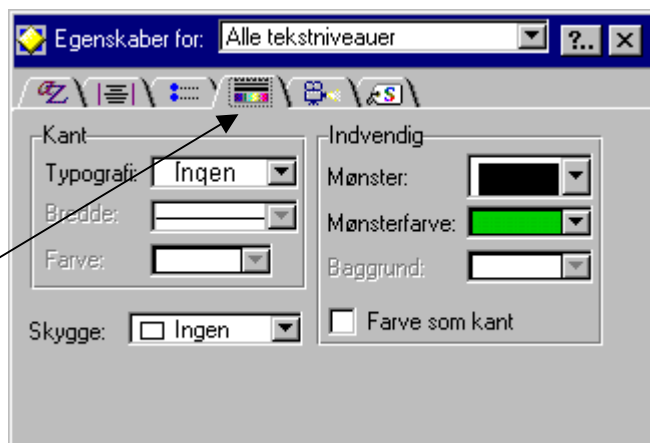 Egenskaber for: Alle tekstniveauer ?..
Kant
Typografi: Ingen
Bredde:
Farve:
Skygge: Ingen
Indvendig
Mønster:
Mønsterfarve:
Baggrund:
Farve som kant